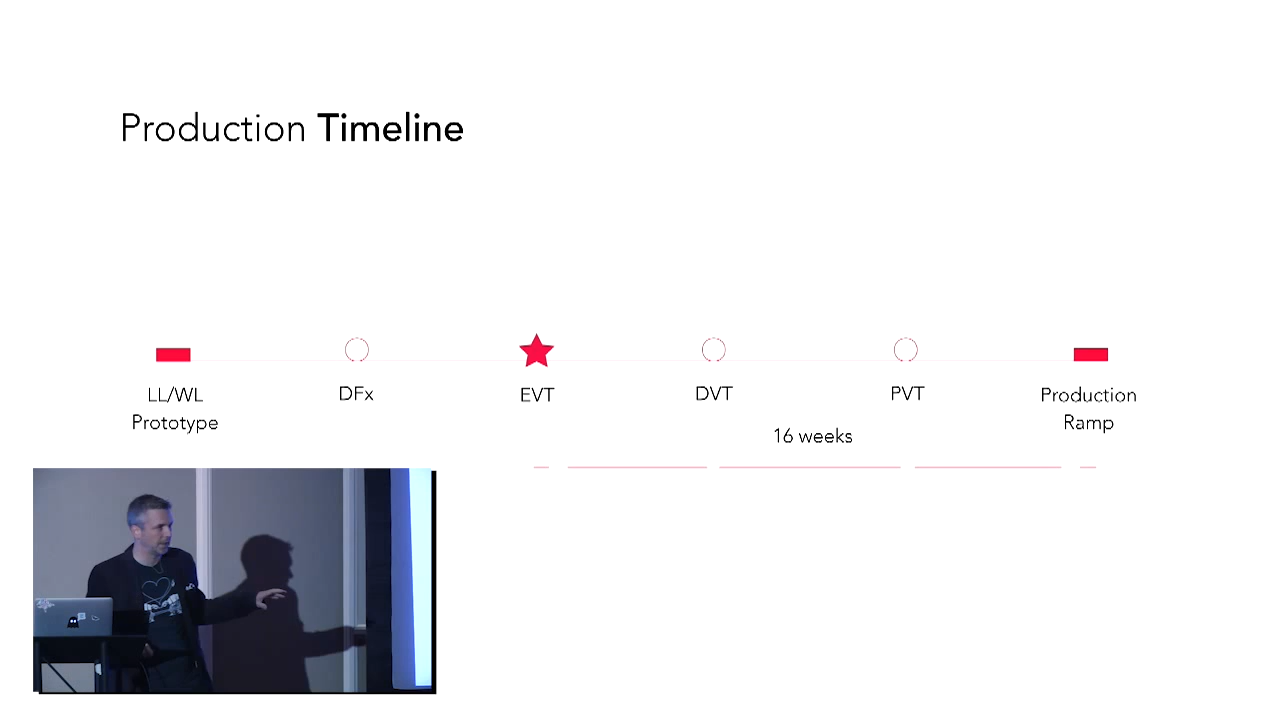 Production Timeline
LL/WL
Prototype
DFx
EVT
DVT
PVT
Production
Ramp
16 weeks